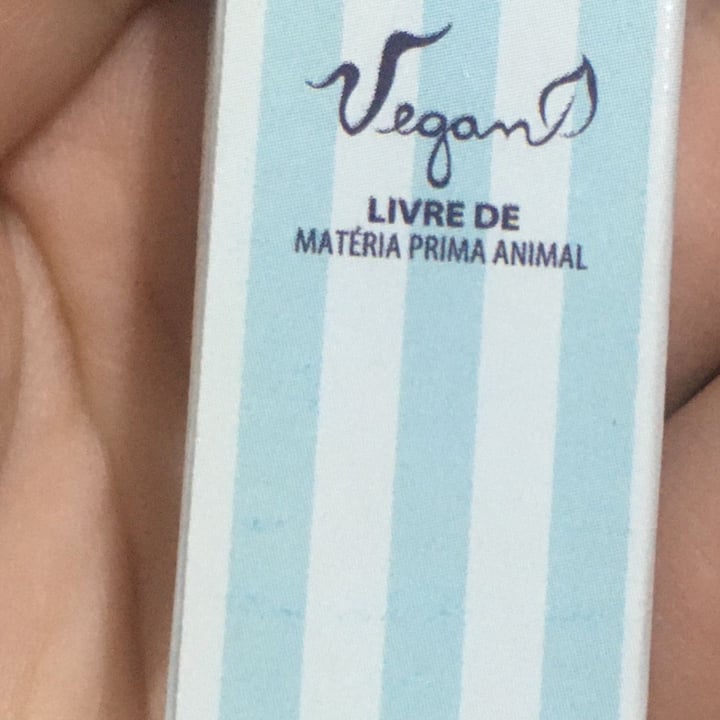 Vegan
LIVRE DE
MATÉRIA PRIMA ANIMAL